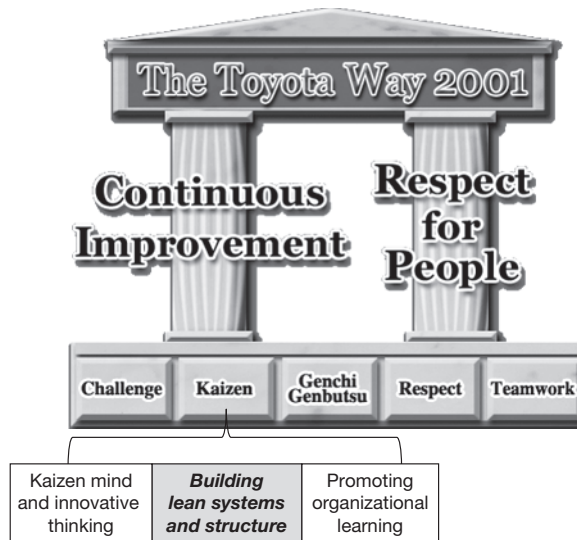 The Toyota Way 2001
Continuous
Improvement
Respect
for
People
Challenge
Kaizen
Genchi
Genbutsu
Respect
Teamwork
Kaizen mind
and innovative
thinking
Building
lean systems
and structure
Promoting
organizational
learning